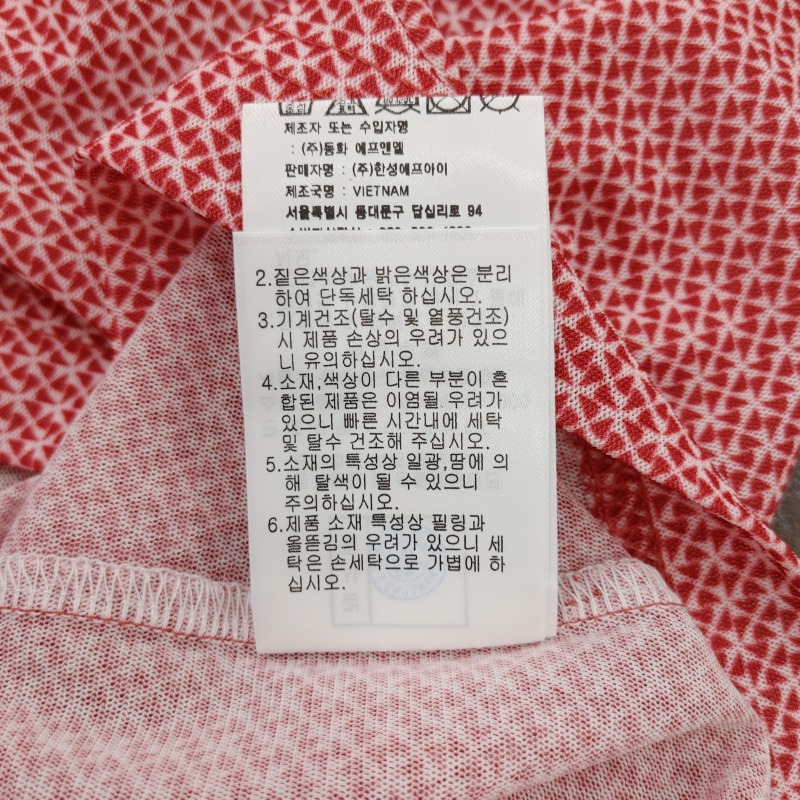 제조자 또는 수입자명
: (주)동화 에프앤엘
판매자명 : (주)한성에프아이
제조국명 : VIETNAM
서울특별시 동대문구 답십리로 94
2.짙은색상과 밝은색상은 분리
하여 단독세탁 하십시오.
3.기계건조(탈수 및 열풍건조)
시 제품 손상의 우려가 있으
니 유의하십시오.
4.소재,색상이 다른 부분이 혼
합된 제품은 이염될 우려가
있으니 빠른 시간내에 세탁
및 탈수 건조해 주십시오.
5.소재의 특성상 일광,땀에 의
해 탈색이 될 수 있으니
주의하십시오.
6.제품 소재 특성상 필링과
올뜯김의 우려가 있으니 세
탁은 손세탁으로 가볍에 하
십시오.